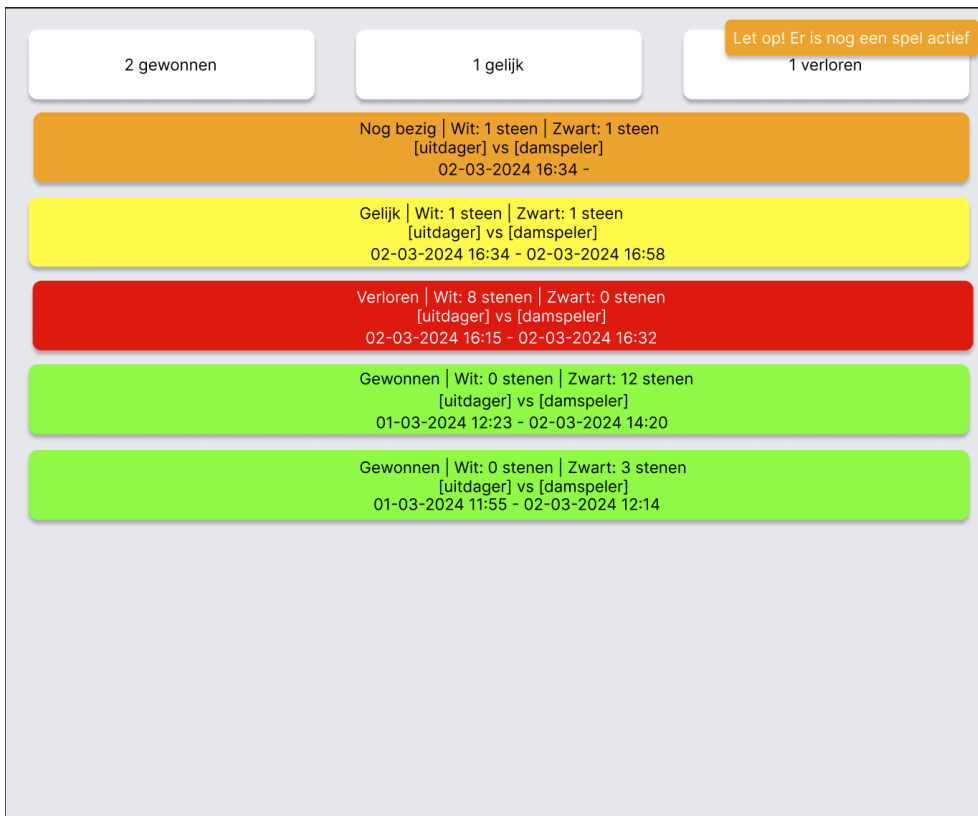 Let op! Er is nog een spel actief
2 gewonnen
1 gelijk
1 verloren
Nog bezig | Wit: 1 steen | Zwart: 1 steen
[uitdager] vs [damspeler]
02-03-2024 16:34 -
Gelijk | Wit: 1 steen | Zwart: 1 steen
[uitdager] vs [damspeler]
02-03-2024 16:34 - 02-03-2024 16:58
Verloren | Wit: 8 stenen | Zwart: 0 stenen
[uitdager] vs [damspeler]
02-03-2024 16:15 - 02-03-2024 16:32
Gewonnen | Wit: 0 stenen | Zwart: 12 stenen
[uitdager] vs [damspeler]
01-03-2024 12:23 - 02-03-2024 14:20
Gewonnen | Wit: 0 stenen | Zwart: 3 stenen
[uitdager] vs [damspeler]
01-03-2024 11:55 - 02-03-2024 12:14